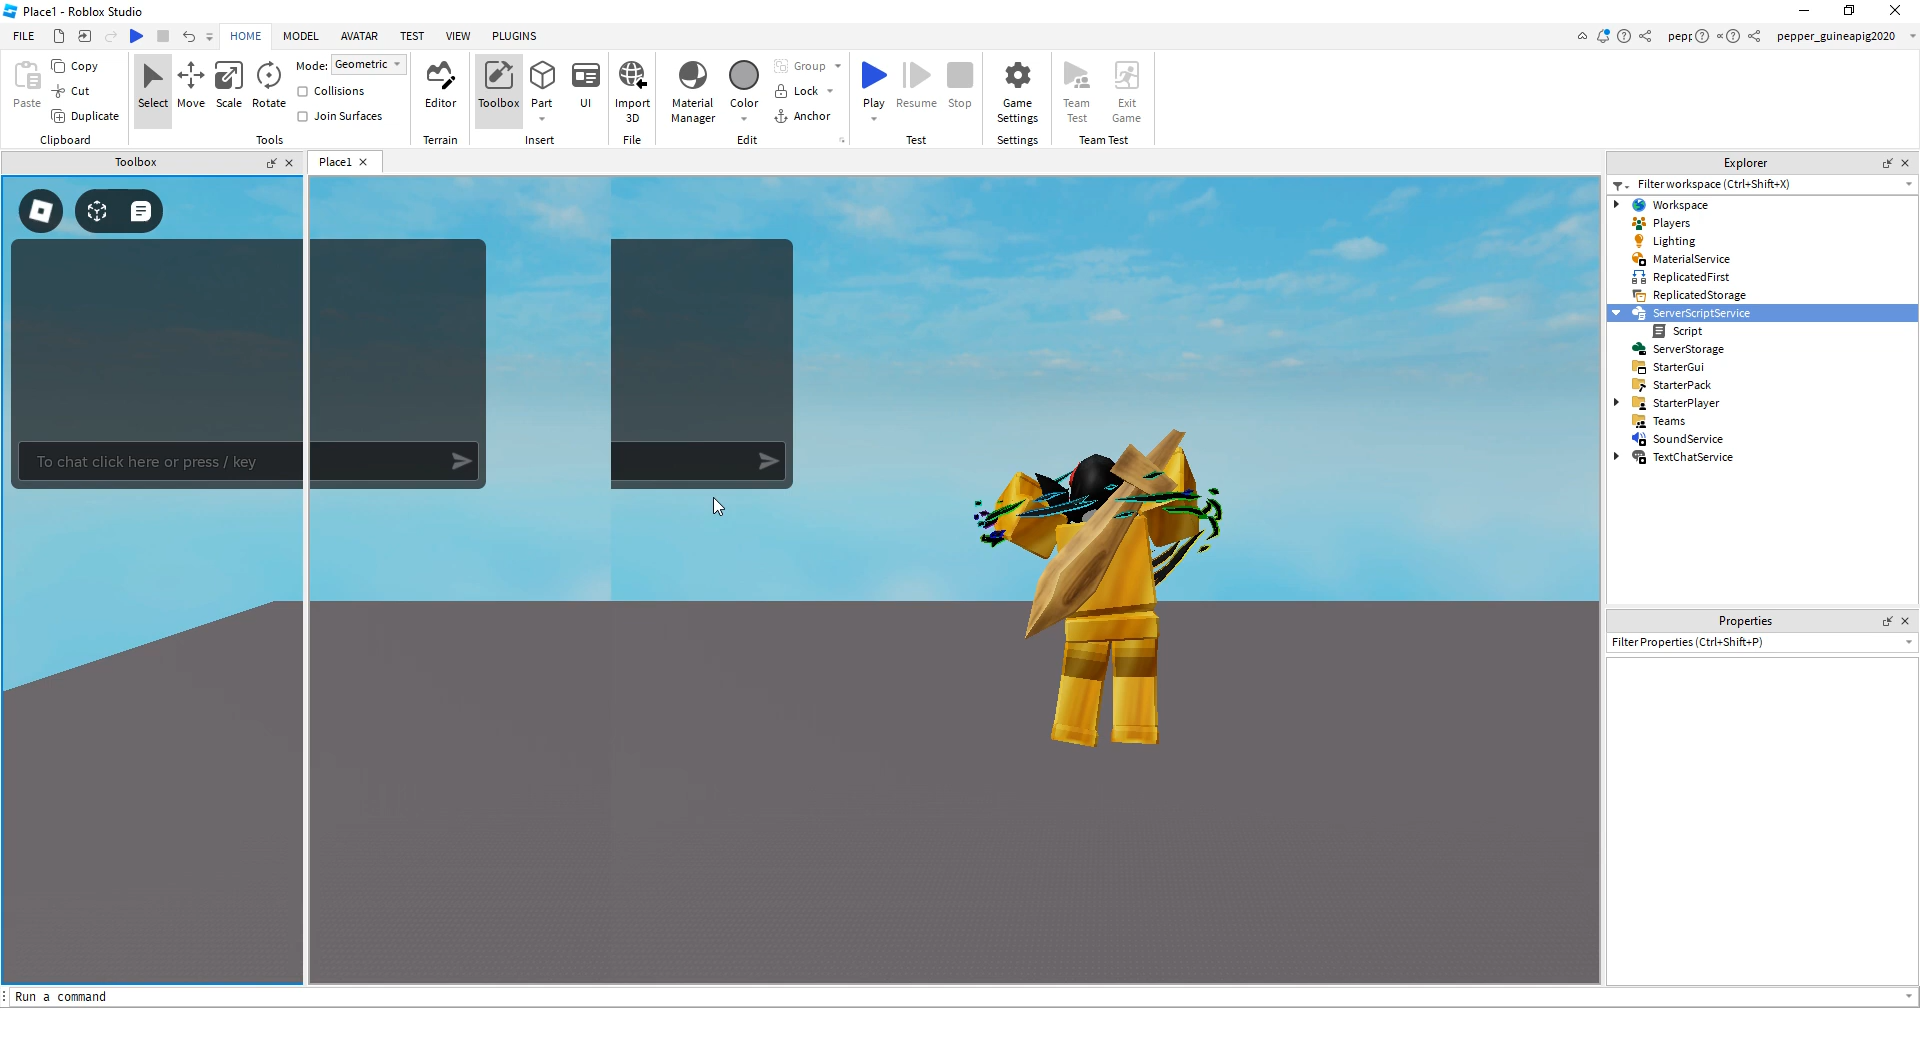 Place1 - Roblox Studio
FILE
HOME
MODEL
AVATAR
TEST
VIEW
PLUGINS
pepper_guineapig2020
Paste
Copy
Cut
Duplicate
Clipboard
Select
Move
Scale
Rotate
Mode:
Geometric
Collisions
Join Surfaces
Tools
Editor
Terrain
Toolbox
Part
UI
Insert
Import
3D
File
Material
Manager
Color
Group
Lock
Anchor
Edit
Play
Resume
Stop
Test
Game
Settings
Settings
Team
Test
Exit
Game
Team Test
Toolbox
Place1
To chat click here or press / key
Explorer
Filter workspace (Ctrl+Shift+X)
Workspace
Players
Lighting
MaterialService
ReplicatedFirst
ReplicatedStorage
ServerScriptService
Script
ServerStorage
StarterGui
StarterPack
StarterPlayer
Teams
SoundService
TextChatService
Properties
Filter Properties (Ctrl+Shift+P)
Run a command